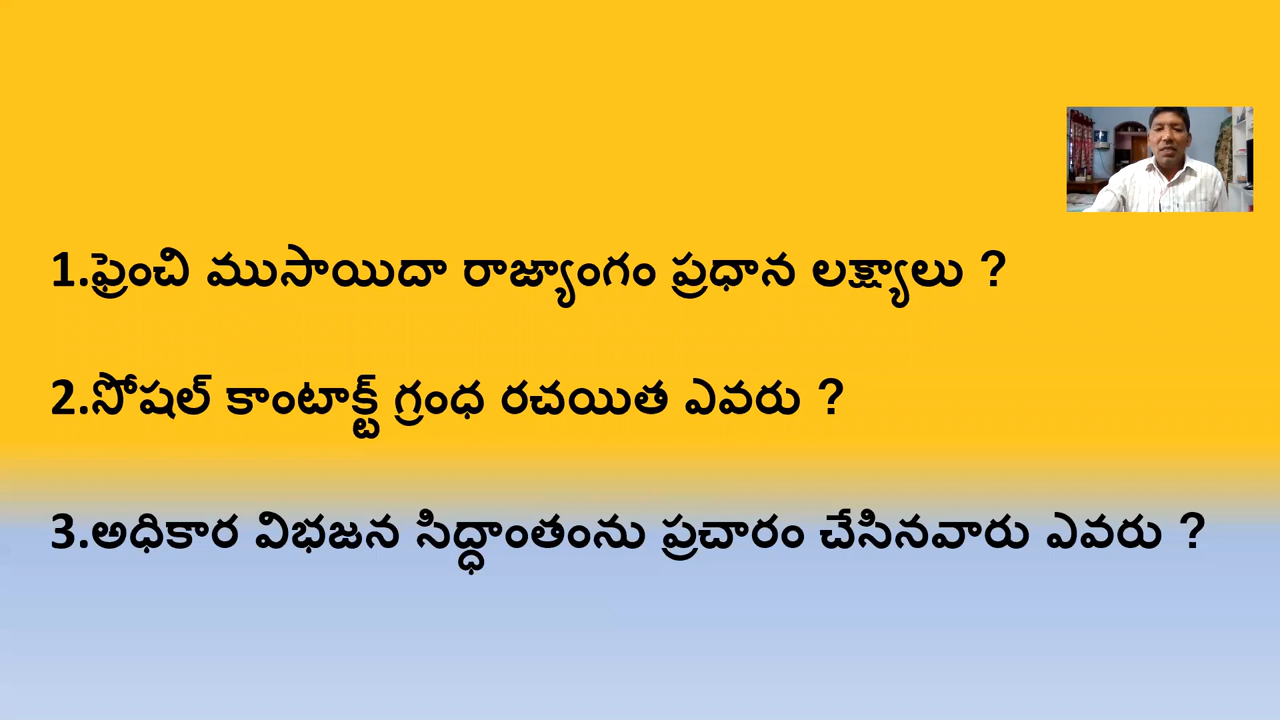 1.ఫ్రెంచి ముసాయిదా రాజ్యాంగం ప్రధాన లక్ష్యాలు ?
2.సోషల్ కాంటాక్ట్ గ్రంధ రచయిత ఎవరు ?
3.అధికార విభజన సిద్ధాంతంను ప్రచారం చేసినవారు ఎవరు ?